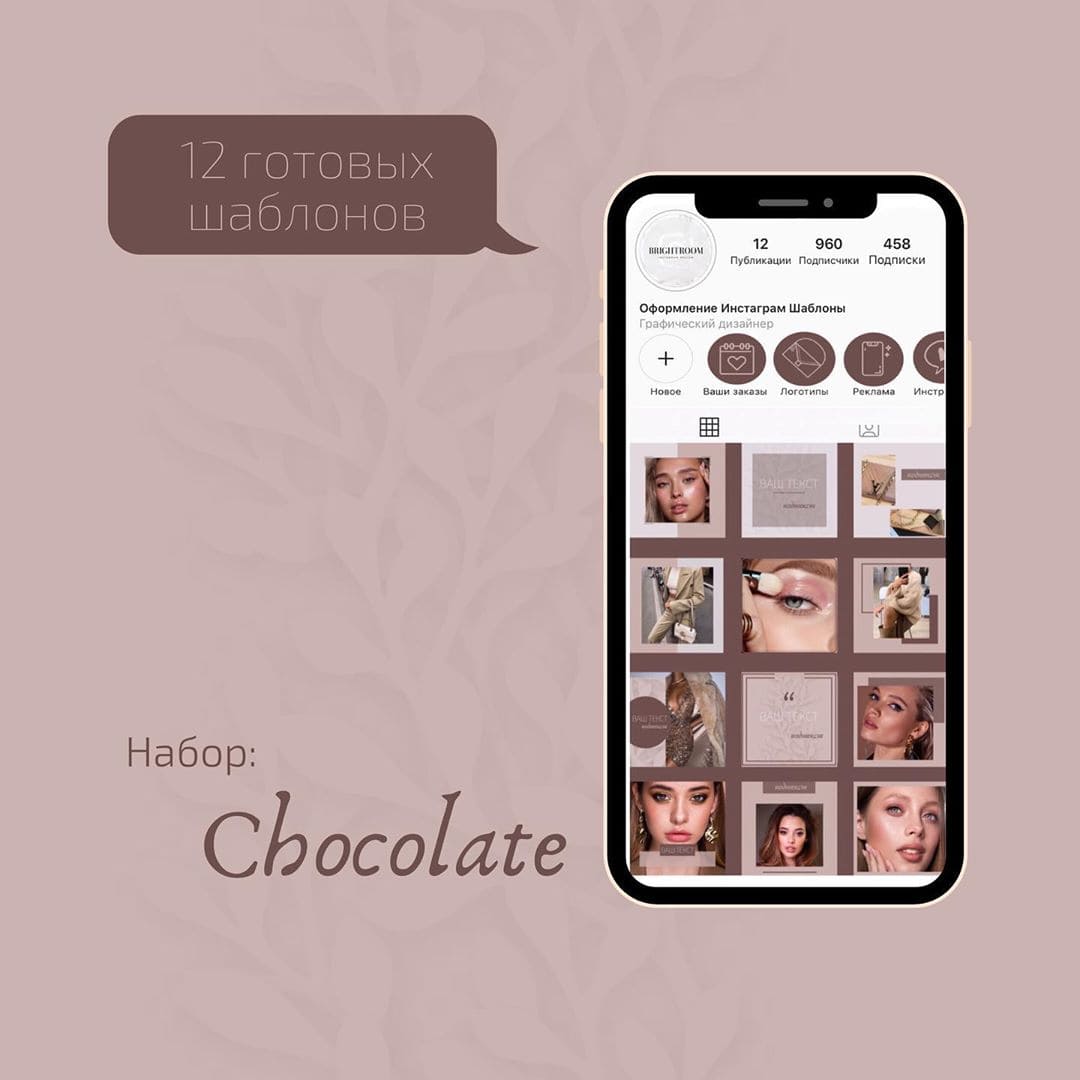 12 готовых
шаблонов
BRIGHTROOM
12 960 458
Публикации Подписчики Подписки
Оформление Инстаграм Шаблоны
Графический дизайнер
Новое Ваши заказы Логотипы Реклама Инстр
ВАШ ТЕКСТ
подтекст
подтекст
ВАШ ТЕКСТ
подтекст
“
ВАШ ТЕКСТ
подтекст
ВАШ ТЕКСТ
подтекст
Набор:
Chocolate